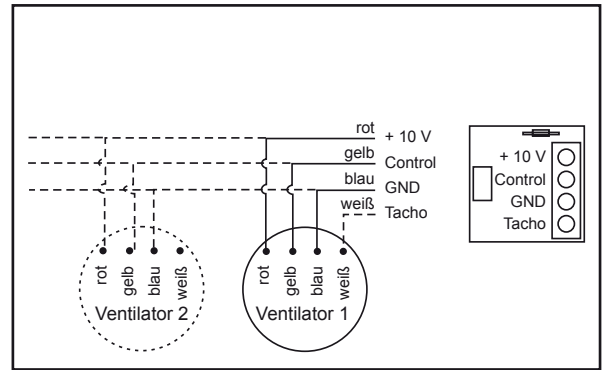 rot + 10 V
gelb Control
blau GND
weiß Tacho
+ 10 V
Control
GND
Tacho
rot
gelb
blau
weiß
Ventilator 2
rot
gelb
blau
weiß
Ventilator 1